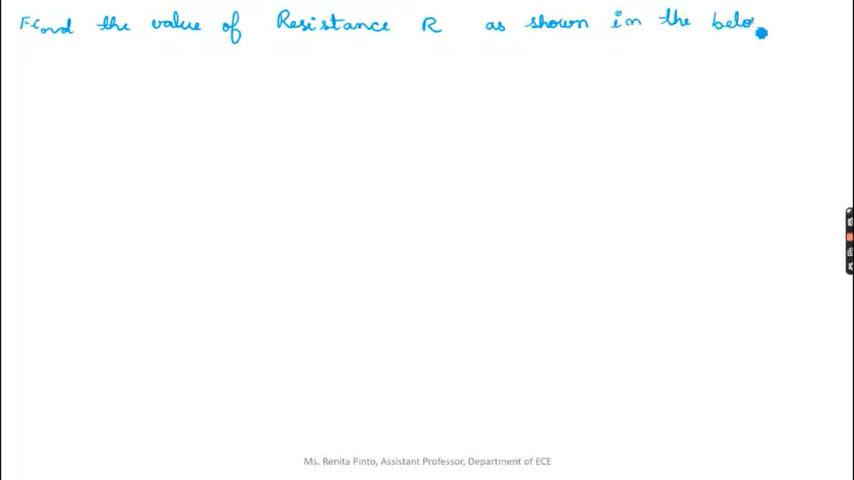 Find the value of Resistance R as shown in the belo
Ms. Renita Pinto, Assistant Professor, Department of ECE